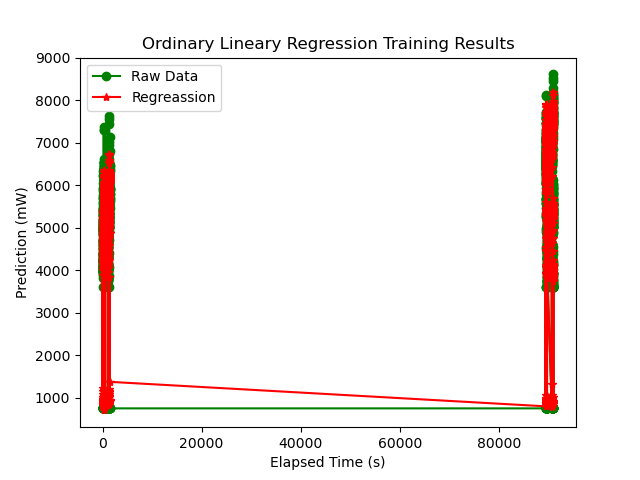 Ordinary Lineary Regression Training Results
Raw Data
Regreassion
Prediction (mW)
9000
8000
7000
6000
5000
4000
3000
2000
1000
0
20000
40000
60000
80000
Elapsed Time (s)